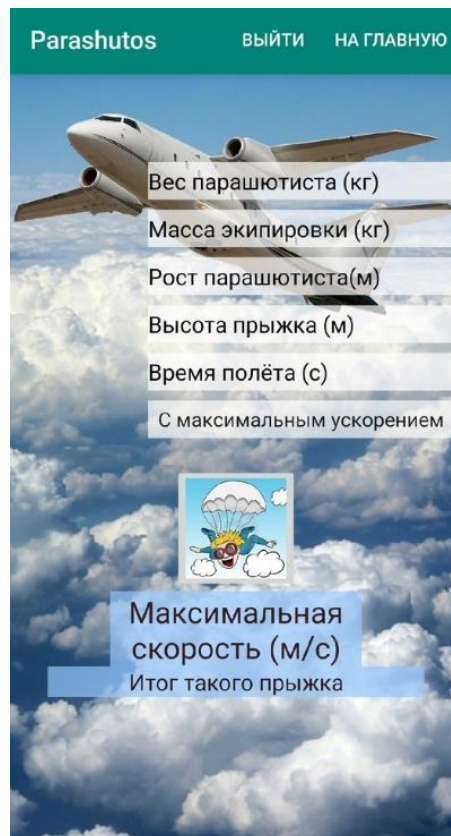 Parashutos ВЫЙТИ НА ГЛАВНУЮ
Вес парашютиста (кг)
Масса экипировки (кг)
Рост парашютиста(м)
Высота прыжка (м)
Время полёта (с)
С максимальным ускорением
Максимальная
скорость (м/с)
Итог такого прыжка